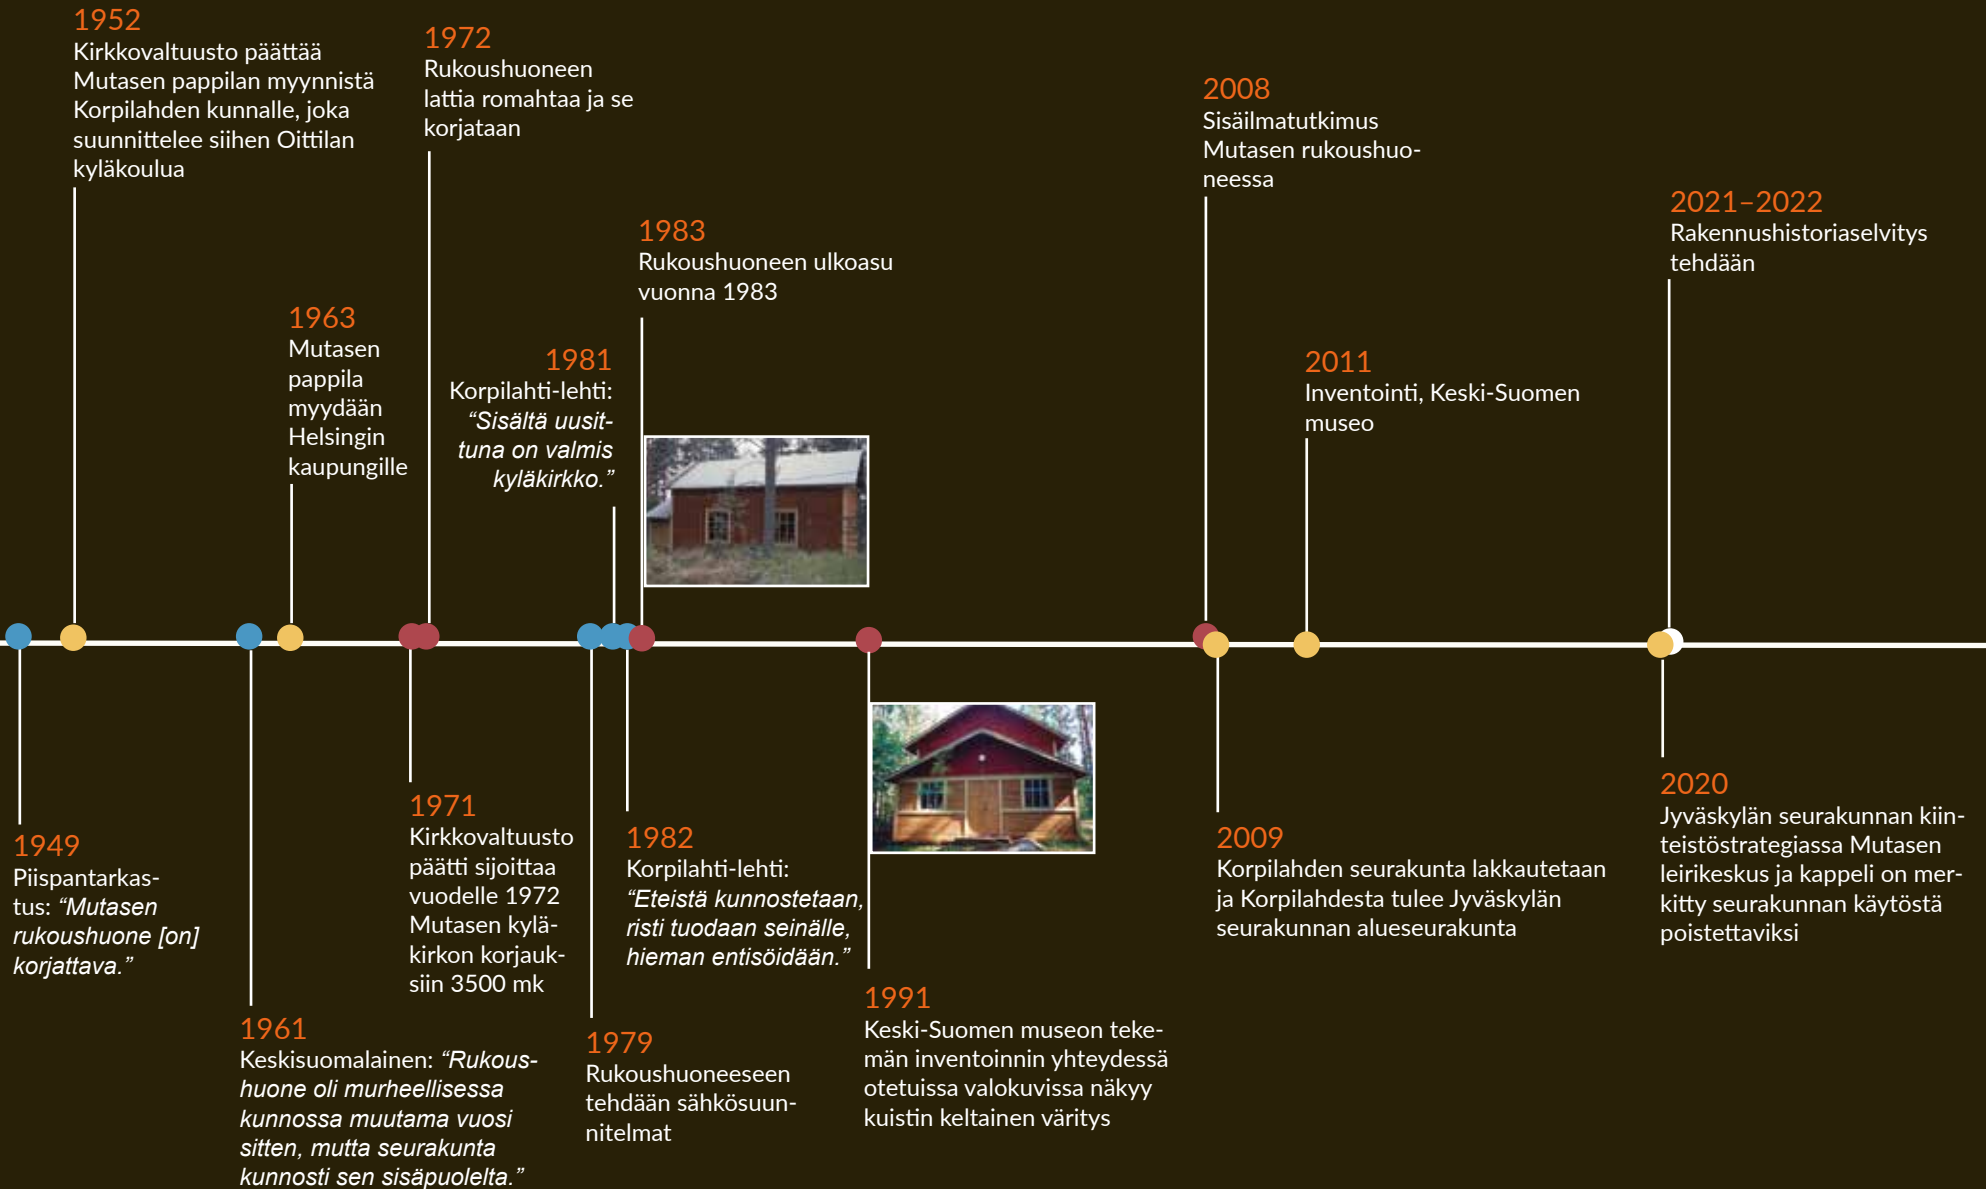 1952
Kirkkovaltuusto päättää
Mutasen pappilan myynnistä
Korpilahden kunnalle, joka
suunnittelee siihen Oittilan
kyläkoulua
1972
Rukoushuoneen
lattia romahtaa ja se
korjataan
2008
Sisäilmatutkimus
Mutasen rukoushuo-
neessa
2021–2022
Rakennushistoriaselvitys
tehdään
1983
Rukoushuoneen ulkoasu
vuonna 1983
1963
Mutasen
pappila
myydään
Helsingin
kaupungille
1981
Korpilahti-lehti:
“Sisältä uusit-
tuna on valmis
kyläkirkko.”
2011
Inventointi, Keski-Suomen
museo
1949
Piispantarkas-
tus: “Mutasen
rukoushuone [on]
korjattava.”
1961
Keskisuomalainen: “Rukous-
huone oli murheellisessa
kunnossa muutama vuosi
sitten, mutta seurakunta
kunnosti sen sisäpuolelta.”
1971
Kirkkovaltuusto
päätti sijoittaa
vuodelle 1972
Mutasen kylä-
kirkon korjauk-
siin 3500 mk
1979
Rukoushuoneeseen
tehdään sähkösuun-
nitelmat
1982
Korpilahti-lehti:
“Eteistä kunnostetaan,
risti tuodaan seinälle,
hieman entisöidään.”
1991
Keski-Suomen museon teke-
män inventoinnin yhteydessä
otetuissa valokuvissa näkyy
kuistin keltainen väritys
2009
Korpilahden seurakunta lakkautetaan
ja Korpilahdesta tulee Jyväskylän
seurakunnan alueseurakunta
2020
Jyväskylän seurakunnan kiin-
teistöstrategiassa Mutasen
leirikeskus ja kappeli on mer-
kitty seurakunnan käytöstä
poistettaviksi